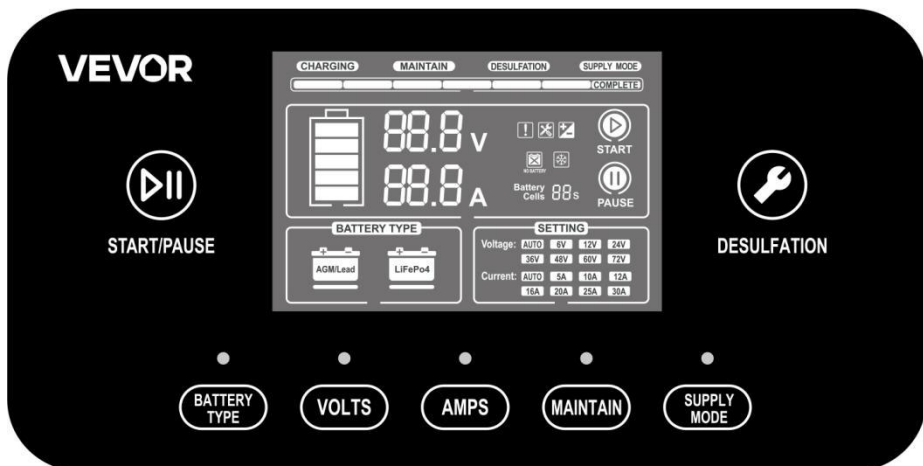 VEVOR
CHARGING MAINTAIN DESULFATION SUPPLY MODE
COMPLETE
88.8 V
START
NO BATTERY
88.8 A
Battery Cells 88 S
PAUSE
START/PAUSE
DESULFATION
BATTERY TYPE
AGM/Lead LiFePo4
SETTING
Voltage: AUTO 6V 12V 24V
36V 48V 60V 72V
Current: AUTO 5A 10A 12A
16A 20A 25A 30A
BATTERY TYPE
VOLTS
AMPS
MAINTAIN
SUPPLY MODE